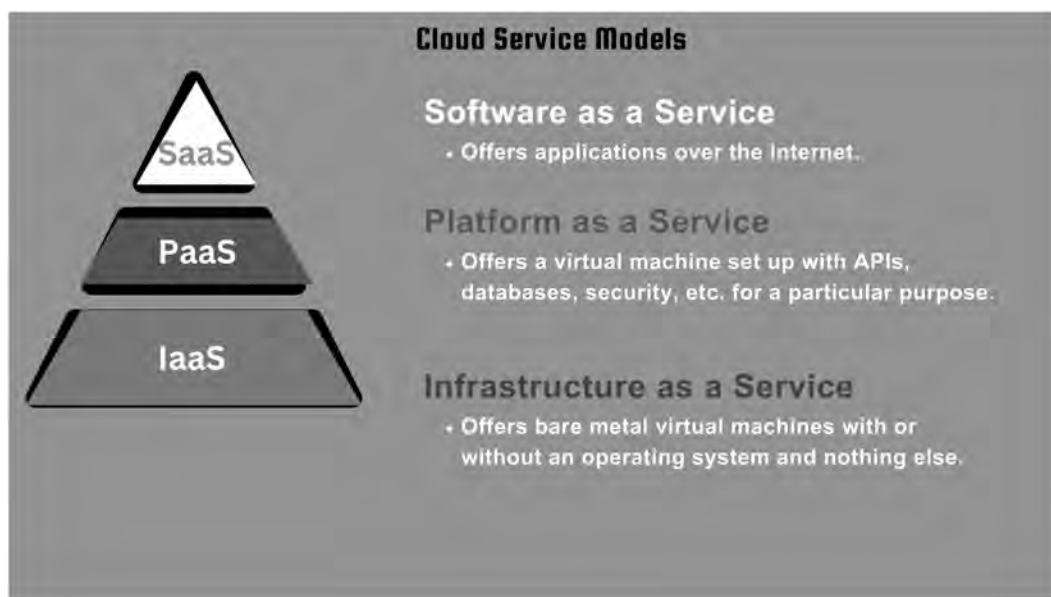 Cloud Service Models
SaaS
PaaS
IaaS
Software as a Service
• Offers applications over the Internet.
Platform as a Service
• Offers a virtual machine set up with APIs,
databases, security, etc. for a particular purpose.
Infrastructure as a Service
• Offers bare metal virtual machines with or
without an operating system and nothing else.